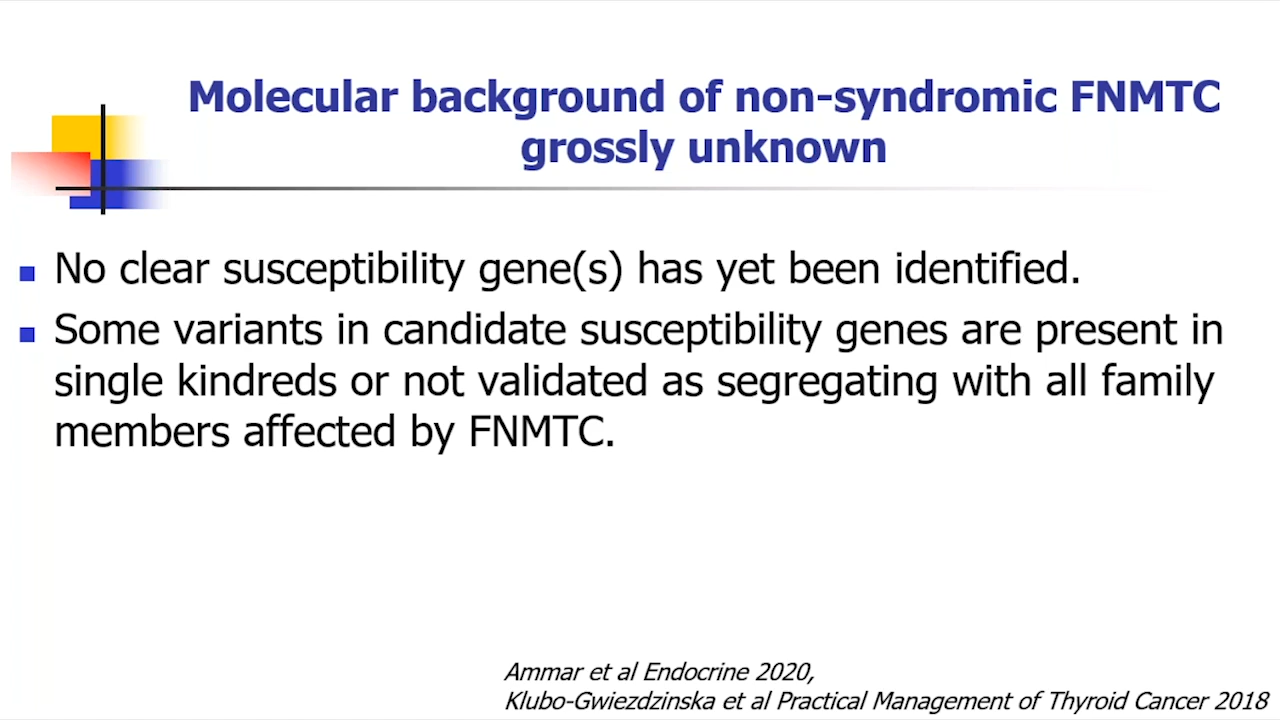 Molecular background of non-syndromic FNMTC
grossly unknown
No clear susceptibility gene(s) has yet been identified.
Some variants in candidate susceptibility genes are present in
single kindreds or not validated as segregating with all family
members affected by FNMTC.
Ammar et al Endocrine 2020,
Klubo-Gwiezdzinska et al Practical Management of Thyroid Cancer 2018